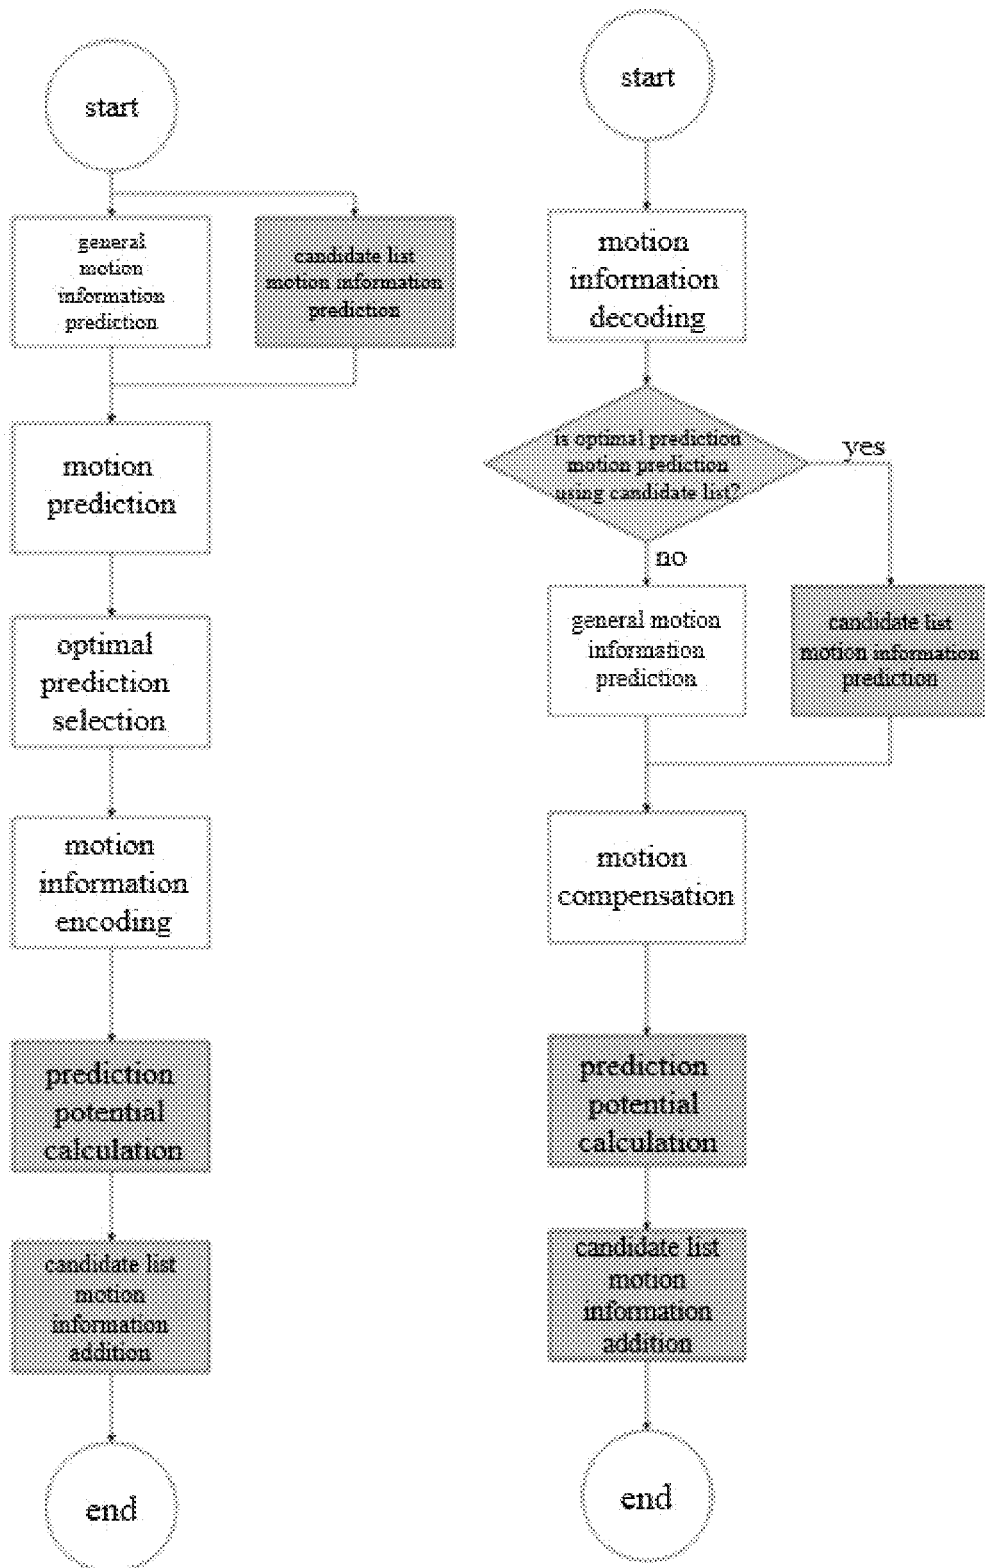 start
general
motion
information
prediction
candidate list
motion information
prediction
motion
prediction
optimal
prediction
selection
motion
information
encoding
prediction
potential
calculation
candidate list
motion
information
addition
end
start
motion
information
decoding
is optimal prediction
motion prediction
using candidate list?
yes
no
general motion
information
prediction
candidate list
motion information
prediction
motion
compensation
prediction
potential
calculation
candidate list
motion
information
addition
end